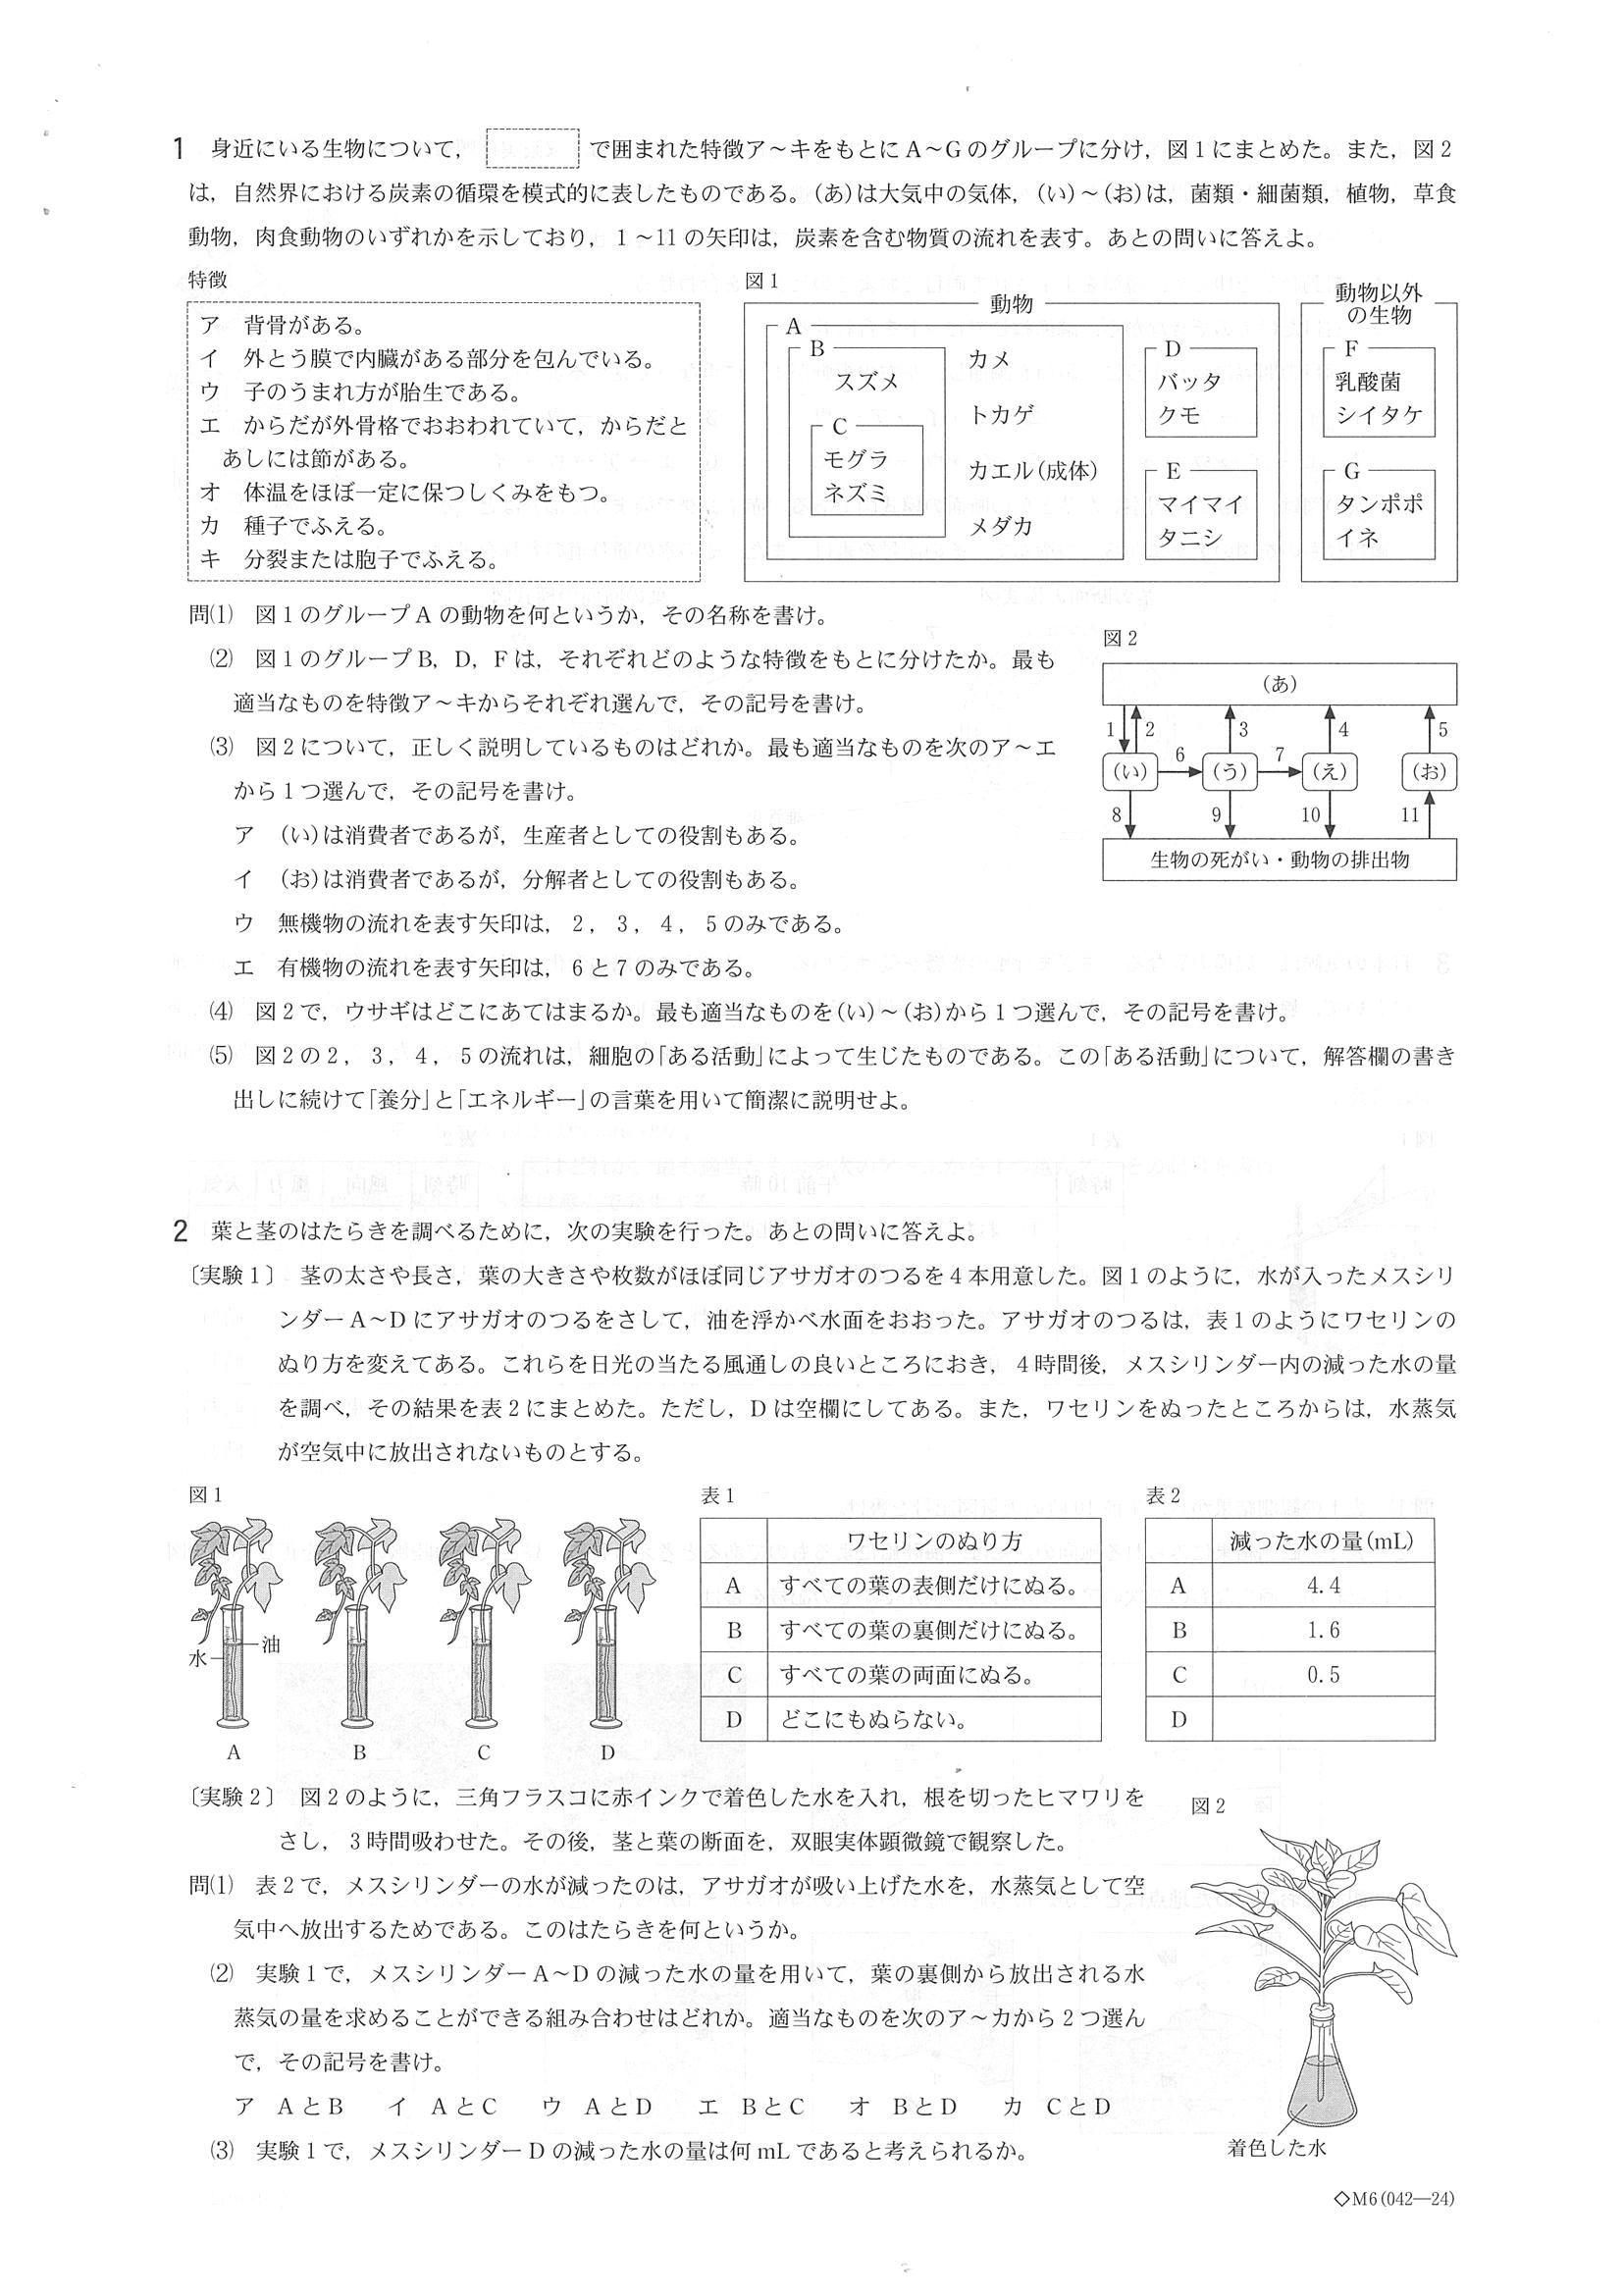 1　身近にいる生物について，　　　　で囲まれた特徴ア～キをもとにA～Gのグループに分け，図1にまとめた。また，図2
は，自然界における炭素の循環を模式的に表したものである。(あ)は大気中の気体，(い)～(お)は，菌類・細菌類，植物，草食
動物，肉食動物のいずれかを示しており，1～11の矢印は，炭素を含む物質の流れを表す。あとの問いに答えよ。
特徴
ア　背骨がある。
イ　外とう膜で内臓がある部分を包んでいる。
ウ　子のうまれ方が胎生である。
エ　からだが外骨格でおおわれていて，からだと
あしには節がある。
オ　体温をほぼ一定に保つしくみをもつ。
カ　種子でふえる。
キ　分裂または胞子でふえる。
図1
動物
A
B
スズメ
C
モグラ
ネズミ
カメ
トカゲ
カエル(成体)
メダカ
D
バッタ
クモ
E
マイマイ
タニシ
動物以外
の生物
F
乳酸菌
シイタケ
G
タンポポ
イネ
問⑴　図1のグループAの動物を何というか，その名称を書け。
⑵　図1のグループB，D，Fは，それぞれどのような特徴をもとに分けたか。最も
適当なものを特徴ア～キからそれぞれ選んで，その記号を書け。
⑶　図2について，正しく説明しているものはどれか。最も適当なものを次のア～エ
から1つ選んで，その記号を書け。
ア　(い)は消費者であるが，生産者としての役割もある。
イ　(お)は消費者であるが，分解者としての役割もある。
ウ　無機物の流れを表す矢印は，2，3，4，5のみである。
エ　有機物の流れを表す矢印は，6と7のみである。
図2
(あ)
1 2 3 4 5
(い) 6 (う) 7 (え) (お)
8 9 10 11
生物の死がい・動物の排出物
⑷　図2で，ウサギはどこにあてはまるか。最も適当なものを(い)～(お)から1つ選んで，その記号を書け。
⑸　図2の2，3，4，5の流れは，細胞の｢ある活動｣によって生じたものである。この｢ある活動｣について，解答欄の書き
出しに続けて｢養分｣と｢エネルギー｣の言葉を用いて簡潔に説明せよ。
2　葉と茎のはたらきを調べるために，次の実験を行った。あとの問いに答えよ。
〔実験1〕　茎の太さや長さ，葉の大きさや枚数がほぼ同じアサガオのつるを4本用意した。図1のように，水が入ったメスシリ
ンダーA～Dにアサガオのつるをさして，油を浮かべ水面をおおった。アサガオのつるは，表1のようにワセリンの
ぬり方を変えてある。これらを日光の当たる風通しの良いところにおき，4時間後，メスシリンダー内の減った水の量
を調べ，その結果を表2にまとめた。ただし，Dは空欄にしてある。また，ワセリンをぬったところからは，水蒸気
が空気中に放出されないものとする。
図1
油
水
A B C D
表1
ワセリンのぬり方
A　すべての葉の表側だけにぬる。
B　すべての葉の裏側だけにぬる。
C　すべての葉の両面にぬる。
D　どこにもぬらない。
表2
減った水の量(mL)
A　4.4
B　1.6
C　0.5
D
〔実験2〕　図2のように，三角フラスコに赤インクで着色した水を入れ，根を切ったヒマワリを
さし，3時間吸わせた。その後，茎と葉の断面を，双眼実体顕微鏡で観察した。
図2
着色した水
問⑴　表2で，メスシリンダーの水が減ったのは，アサガオが吸い上げた水を，水蒸気として空
気中へ放出するためである。このはたらきを何というか。
⑵　実験1で，メスシリンダーA～Dの減った水の量を用いて，葉の裏側から放出される水
蒸気の量を求めることができる組み合わせはどれか。適当なものを次のア～カから2つ選ん
で，その記号を書け。
ア　AとB　イ　AとC　ウ　AとD　エ　BとC　オ　BとD　カ　CとD
⑶　実験1で，メスシリンダーDの減った水の量は何mLであると考えられるか。
◇M6(042—24)